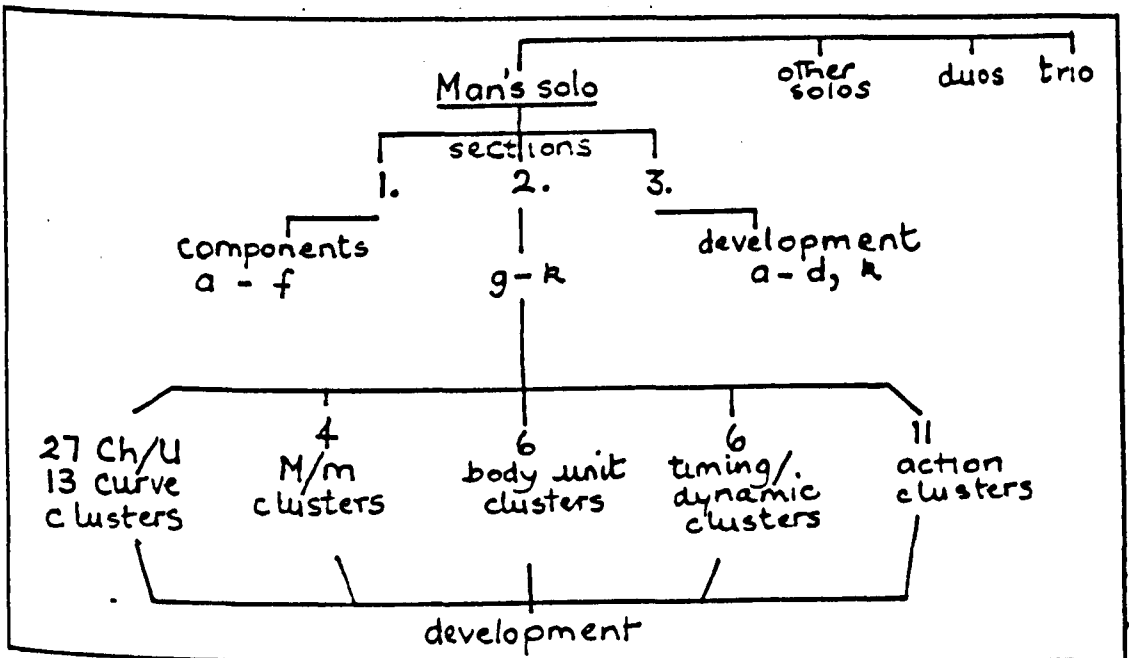 Man's solo
other
solos
duos
trio
sections
1.
2.
3.
components
a - f
g - k
development
a - d, k
27 Ch/U
13 curve
clusters
4
M/m
clusters
6
body unit
clusters
6
timing/.
dynamic
clusters
11
action
clusters
development